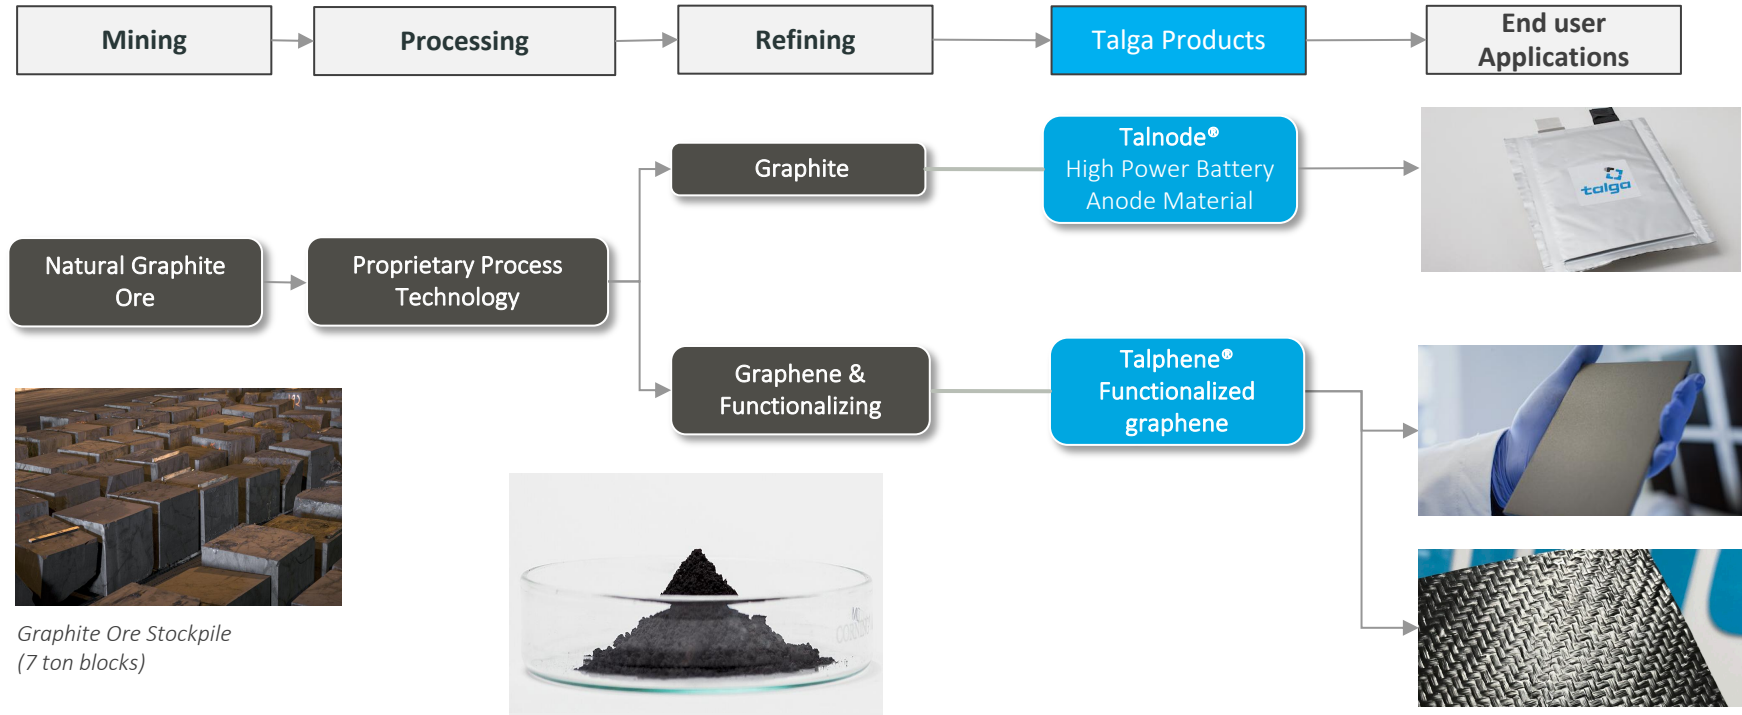 Mining
Processing
Refining
Talga Products
End user
Applications
Graphite
Talnode®
High Power Battery
Anode Material
talga
Natural Graphite
Ore
Proprietary Process
Technology
Graphene &
Functionalizing
Talphene®
Functionalized
graphene
Graphite Ore Stockpile
(7 ton blocks)